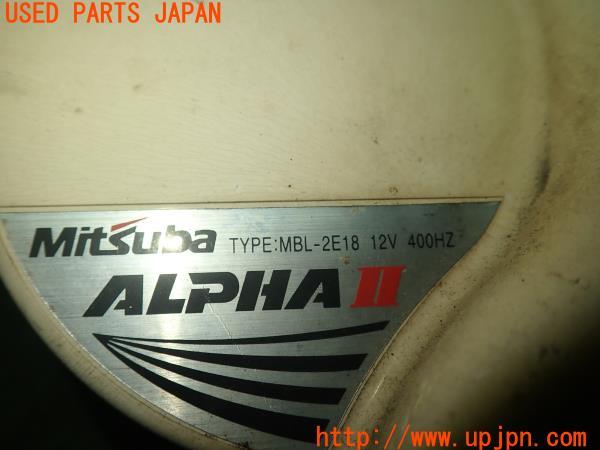 USED PARTS JAPAN
Mitsuba TYPE:MBL-2E18 12V 400HZ
ALPHA II
http://www.upjpn.com/